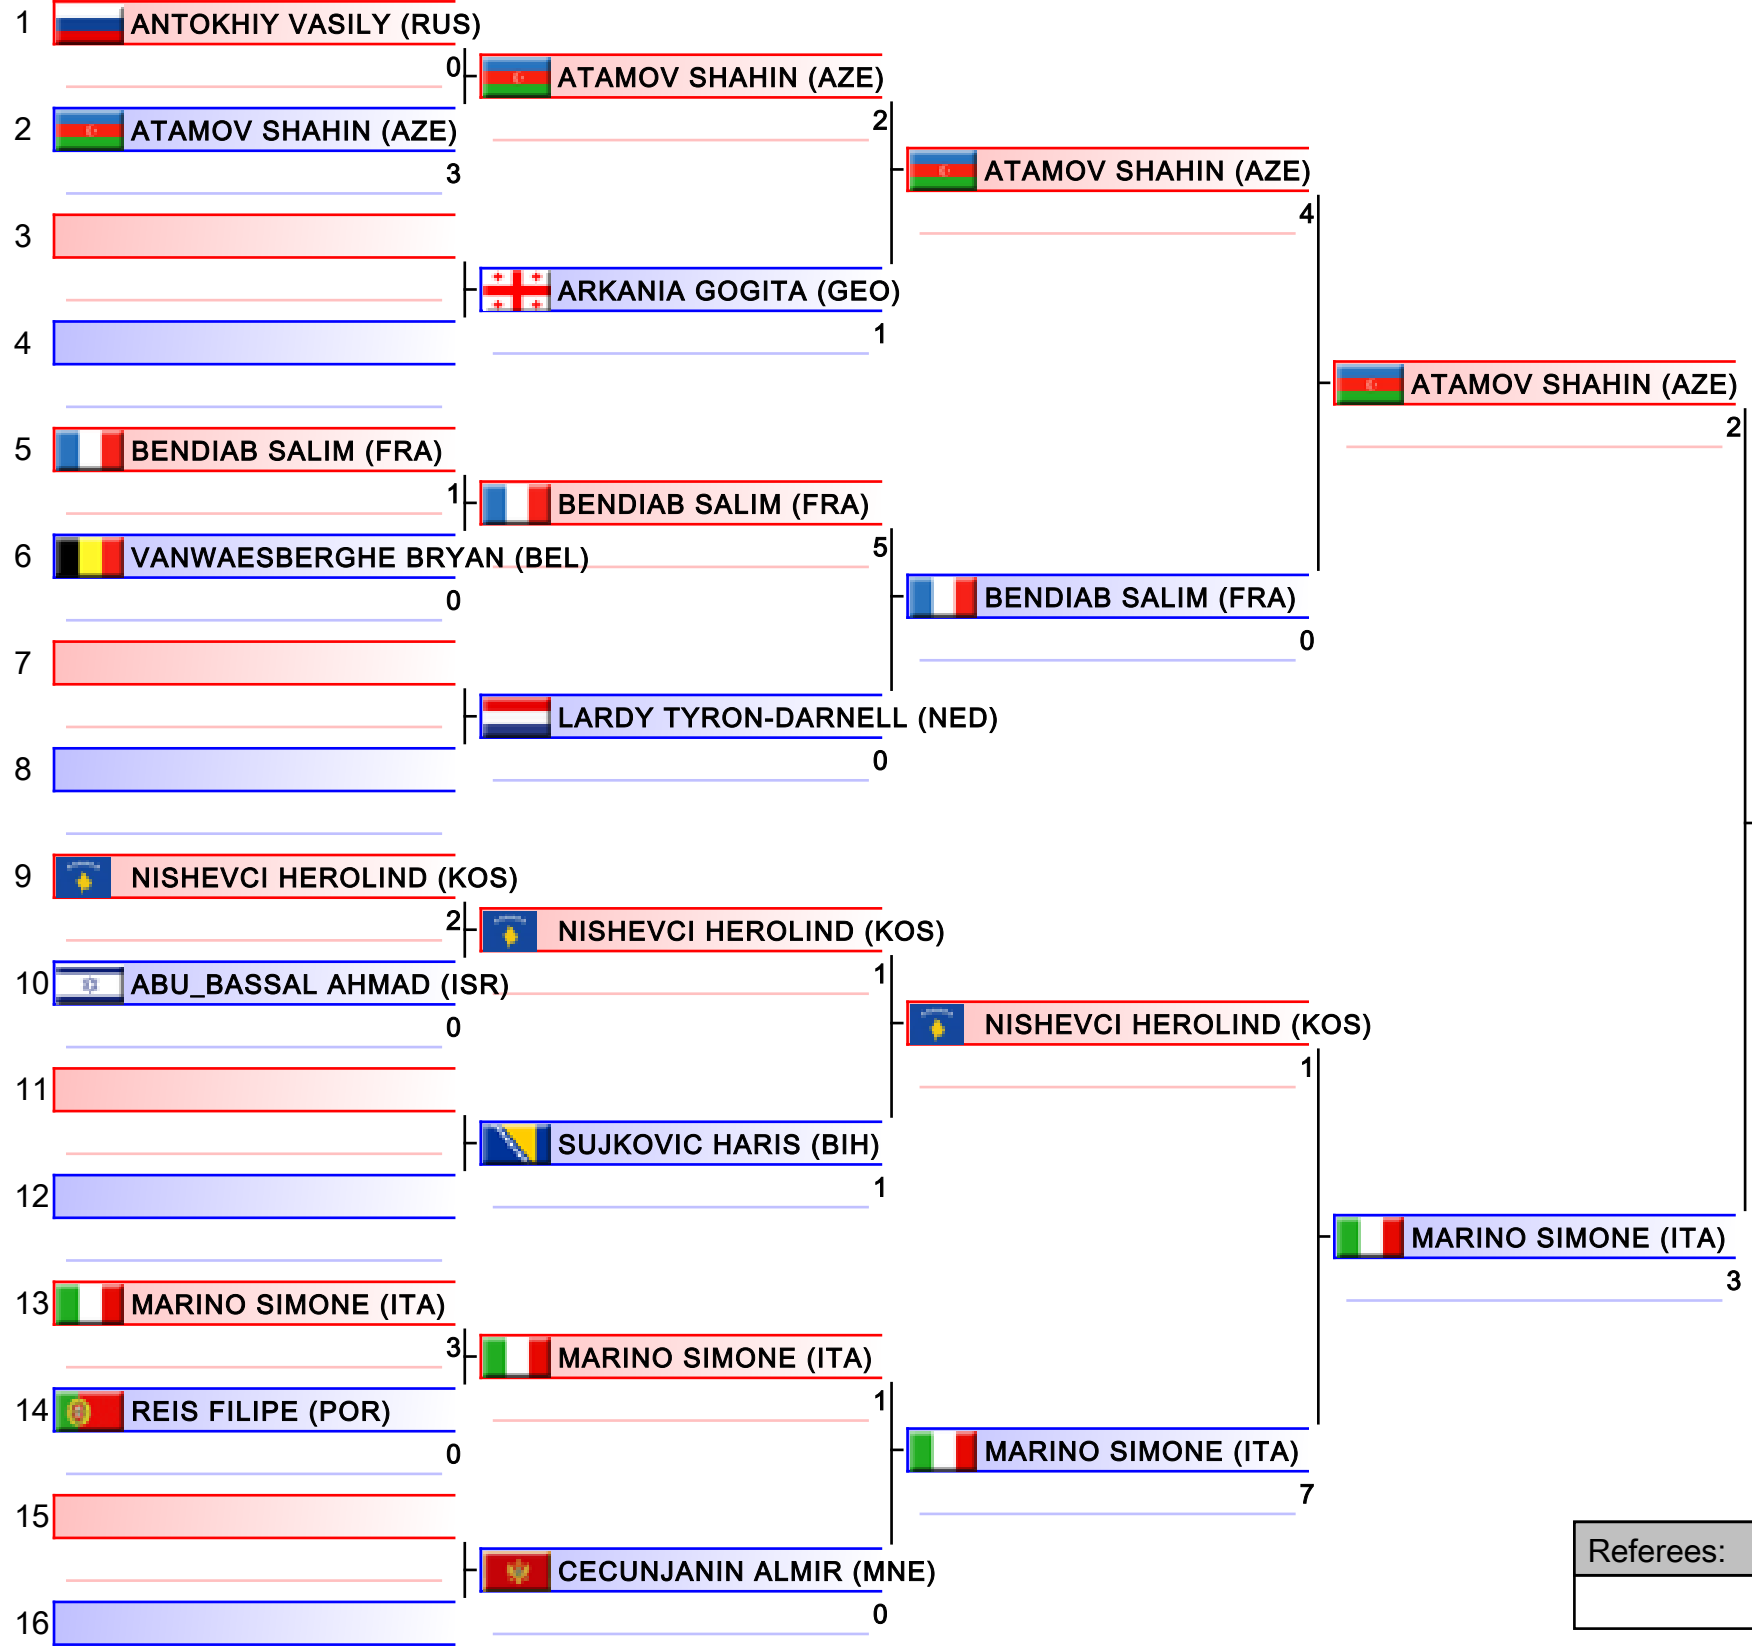 1 ANTOKHIY VASILY (RUS)
0
ATAMOV SHAHIN (AZE)
2
2 ATAMOV SHAHIN (AZE)
3
ATAMOV SHAHIN (AZE)
4
3
ARKANIA GOGITA (GEO)
1
4
ATAMOV SHAHIN (AZE)
2
5 BENDIAB SALIM (FRA)
1
BENDIAB SALIM (FRA)
5
6 VANWAESBERGHE BRYAN (BEL)
0
BENDIAB SALIM (FRA)
0
7
LARDY TYRON-DARNELL (NED)
0
8
9 NISHEVCI HEROLIND (KOS)
2
NISHEVCI HEROLIND (KOS)
1
10 ABU_BASSAL AHMAD (ISR)
0
NISHEVCI HEROLIND (KOS)
1
11
SUJKOVIC HARIS (BIH)
1
12
MARINO SIMONE (ITA)
3
13 MARINO SIMONE (ITA)
3
MARINO SIMONE (ITA)
1
14 REIS FILIPE (POR)
0
MARINO SIMONE (ITA)
7
15
CECUNJANIN ALMIR (MNE)
0
16
Referees: